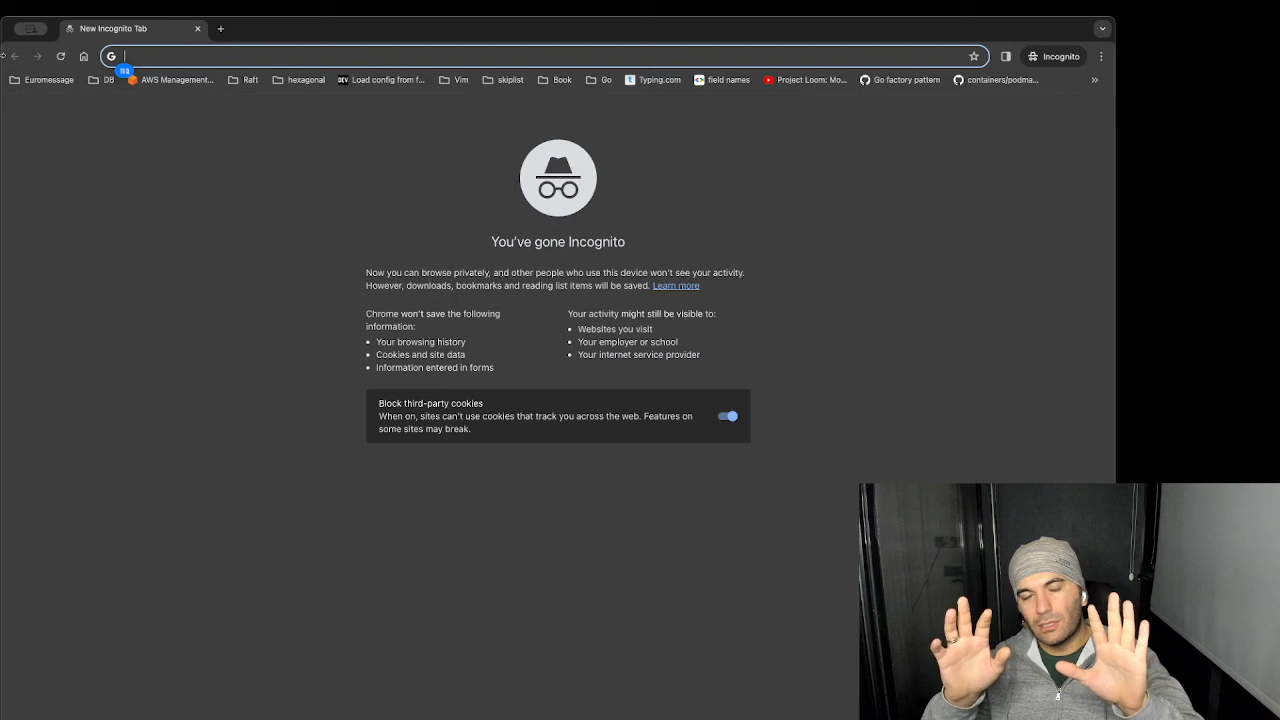 New Incognito Tab
G
Incognito
Euromessage
DB
AWS Management...
Raft
hexagonal
DEV
Load config from f...
Vim
skiplist
Book
Go
t
Typing.com
field names
Project Loom: Mo...
Go factory pattern
containers/podma...
You've gone Incognito
Now you can browse privately, and other people who use this device won't see your activity.
However, downloads, bookmarks and reading list items will be saved. Learn more
Chrome won't save the following
information:
Your browsing history
Cookies and site data
Information entered in forms
Your activity might still be visible to:
Websites you visit
Your employer or school
Your internet service provider
Block third-party cookies
When on, sites can't use cookies that track you across the web. Features on
some sites may break.